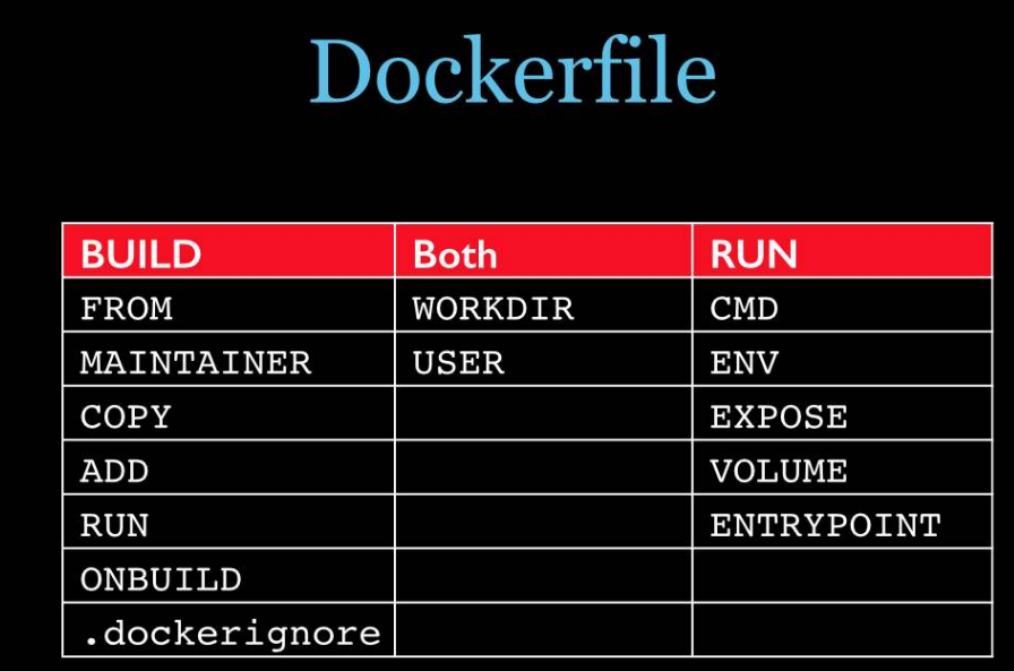 Dockerfile
BUILD Both RUN
FROM WORKDIR CMD
MAINTAINER USER ENV
COPY EXPOSE
ADD VOLUME
RUN ENTRYPOINT
ONBUILD
.dockerignore